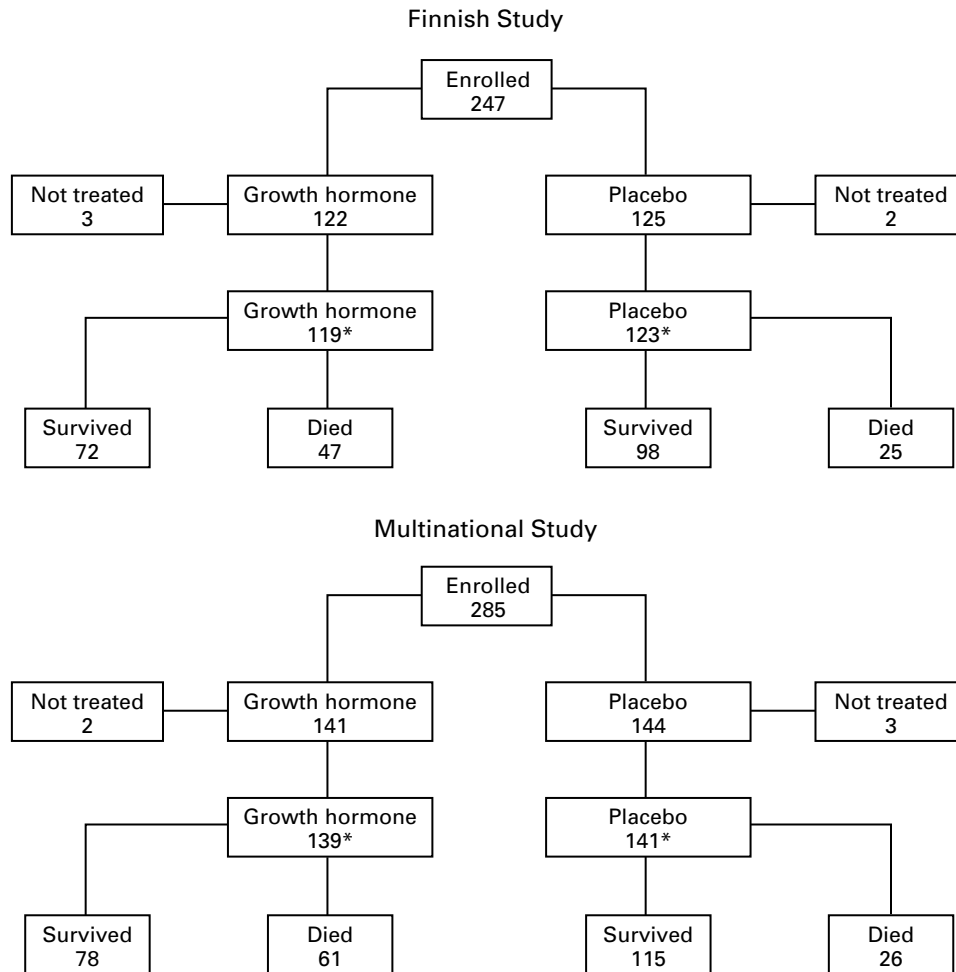 Finnish Study
Enrolled
247
Not treated
3
Growth hormone
122
Placebo
125
Not treated
2
Growth hormone
119*
Placebo
123*
Survived
72
Died
47
Survived
98
Died
25
Multinational Study
Enrolled
285
Not treated
2
Growth hormone
141
Placebo
144
Not treated
3
Growth hormone
139*
Placebo
141*
Survived
78
Died
61
Survived
115
Died
26